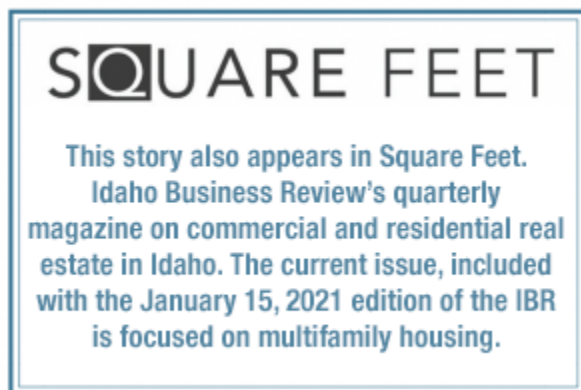 SQUARE FEET
This story also appears in Square Feet.
Idaho Business Review's quarterly
magazine on commercial and residential real
estate in Idaho. The current issue, included
with the January 15, 2021 edition of the IBR
is focused on multifamily housing.